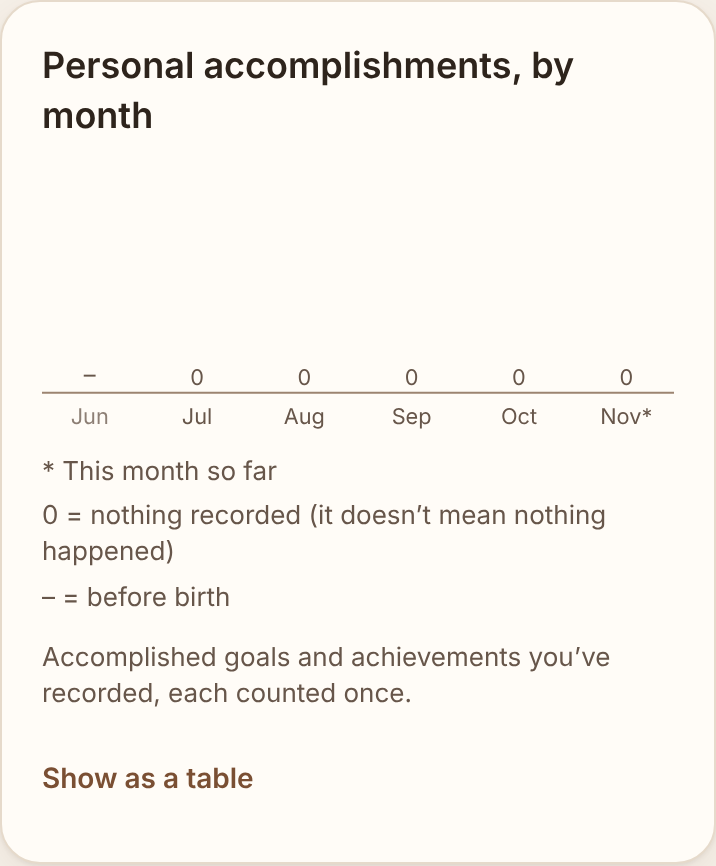 Personal accomplishments, by
month
– 0 0 0 0 0
Jun Jul Aug Sep Oct Nov*
* This month so far
0 = nothing recorded (it doesn’t mean nothing
happened)
– = before birth
Accomplished goals and achievements you’ve
recorded, each counted once.
Show as a table